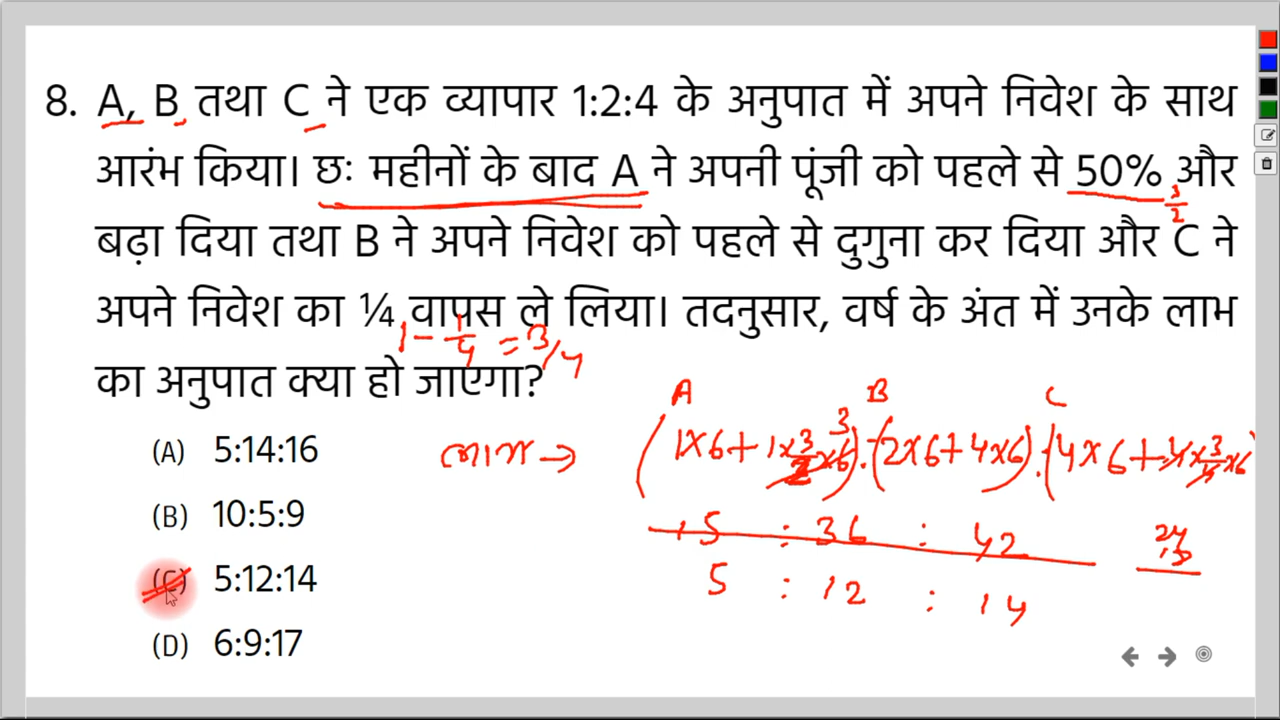 8. A, B तथा C ने एक व्यापार 1:2:4 के अनुपात में अपने निवेश के साथ
आरंभ किया। छः महीनों के बाद A ने अपनी पूंजी को पहले से 50% और
3/2
बढ़ा दिया तथा B ने अपने निवेश को पहले से दुगुना कर दिया और C ने
अपने निवेश का ¼ वापस ले लिया। तदनुसार, वर्ष के अंत में उनके लाभ
1 - 1/4 = 3/4
का अनुपात क्या हो जाएगा?
A B C
(A) 5:14:16
→ (1×6+1×3/2×6) : (2×6+4×6) : (4×6+4×3/4×6
3
(B) 10:5:9
15 : 36 : 42
24
(C) 5:12:14
5 : 12 : 14
(D) 6:9:17